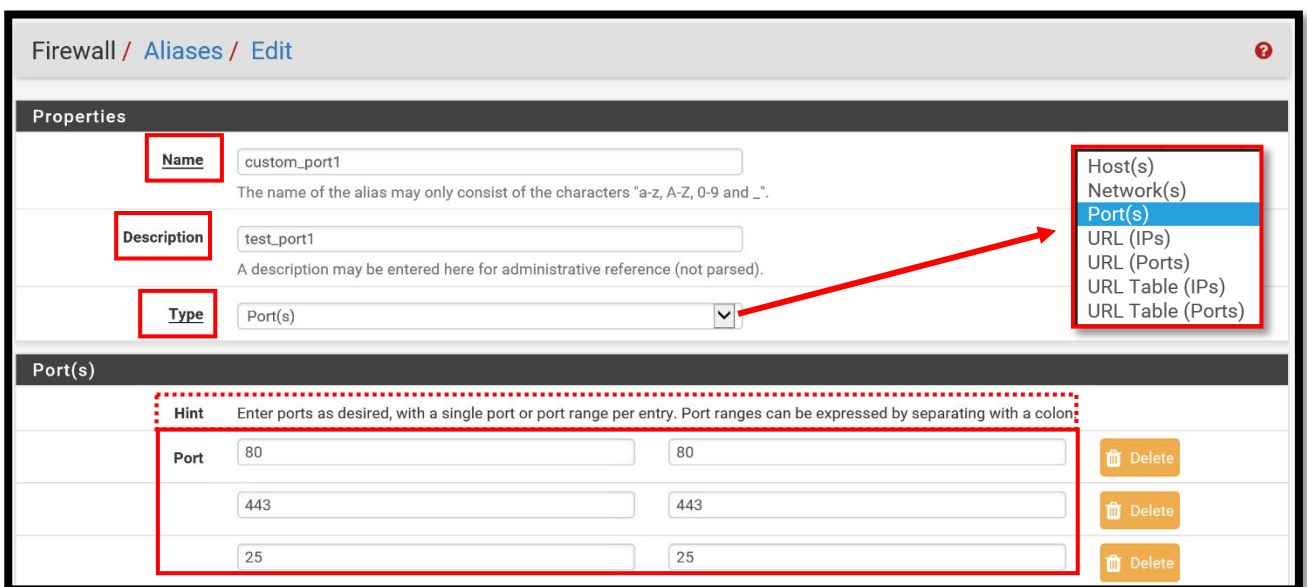 Firewall / Aliases / Edit
Properties
Name custom_port1
The name of the alias may only consist of the characters "a-z, A-Z, 0-9 and _".
Description test_port1
A description may be entered here for administrative reference (not parsed).
Type Port(s)
Host(s)
Network(s)
Port(s)
URL (IPs)
URL (Ports)
URL Table (IPs)
URL Table (Ports)
Port(s)
Hint Enter ports as desired, with a single port or port range per entry. Port ranges can be expressed by separating with a colon.
Port 80 80 Delete
443 443 Delete
25 25 Delete